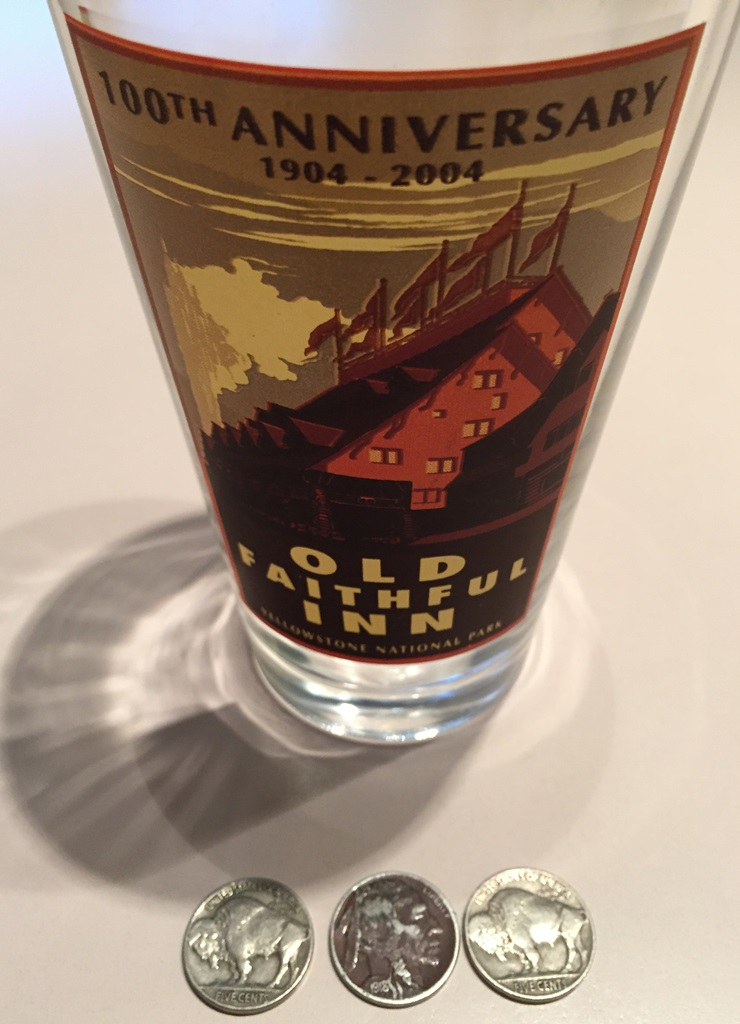 100TH ANNIVERSARY
1904 - 2004
OLD
FAITHFUL
INN
YELLOWSTONE NATIONAL PARK
FIVE CENTS
FIVE CENTS